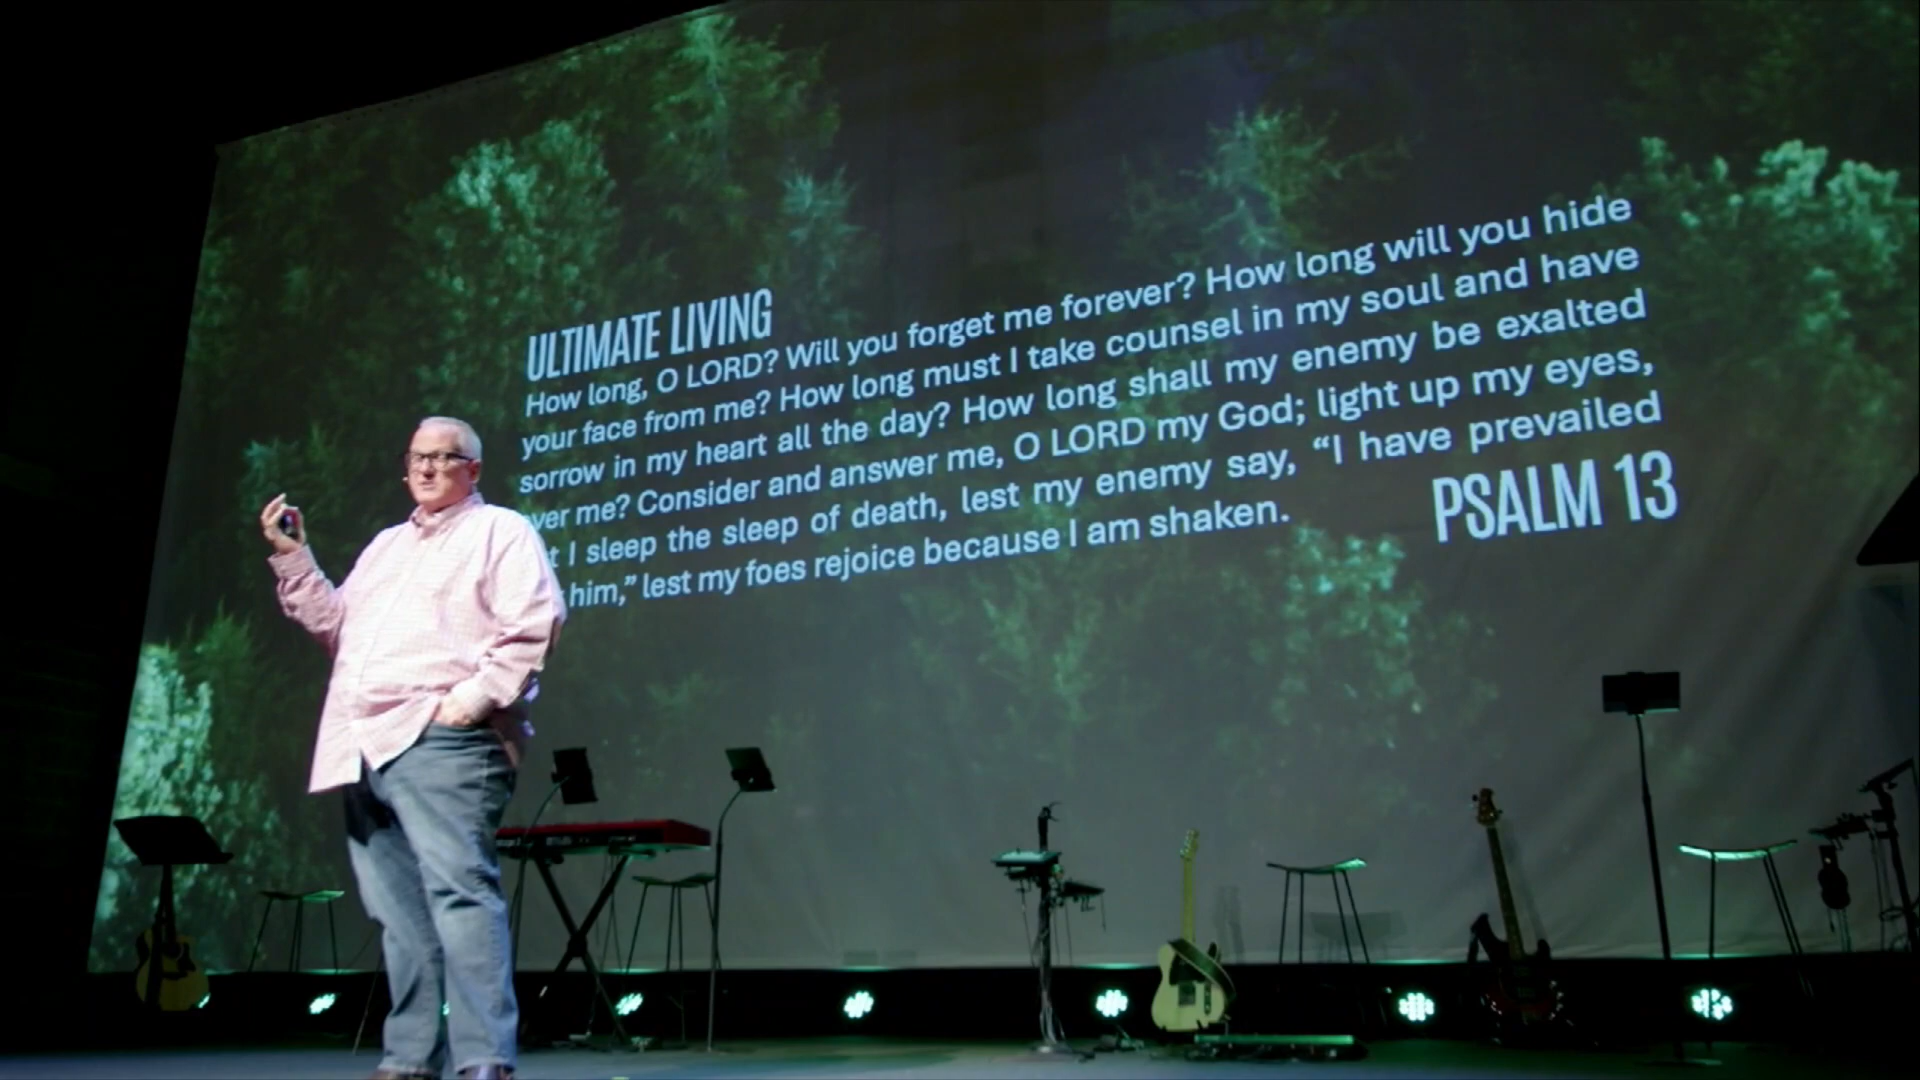 ULTIMATE LIVING
How long, O LORD? Will you forget me forever? How long will you hide
your face from me? How long must I take counsel in my soul and have
sorrow in my heart all the day? How long shall my enemy be exalted
me? Consider and answer me, O LORD my God; light up my eyes,
I sleep the sleep of death, lest my enemy say, “I have prevailed
him,” lest my foes rejoice because I am shaken.
PSALM 13